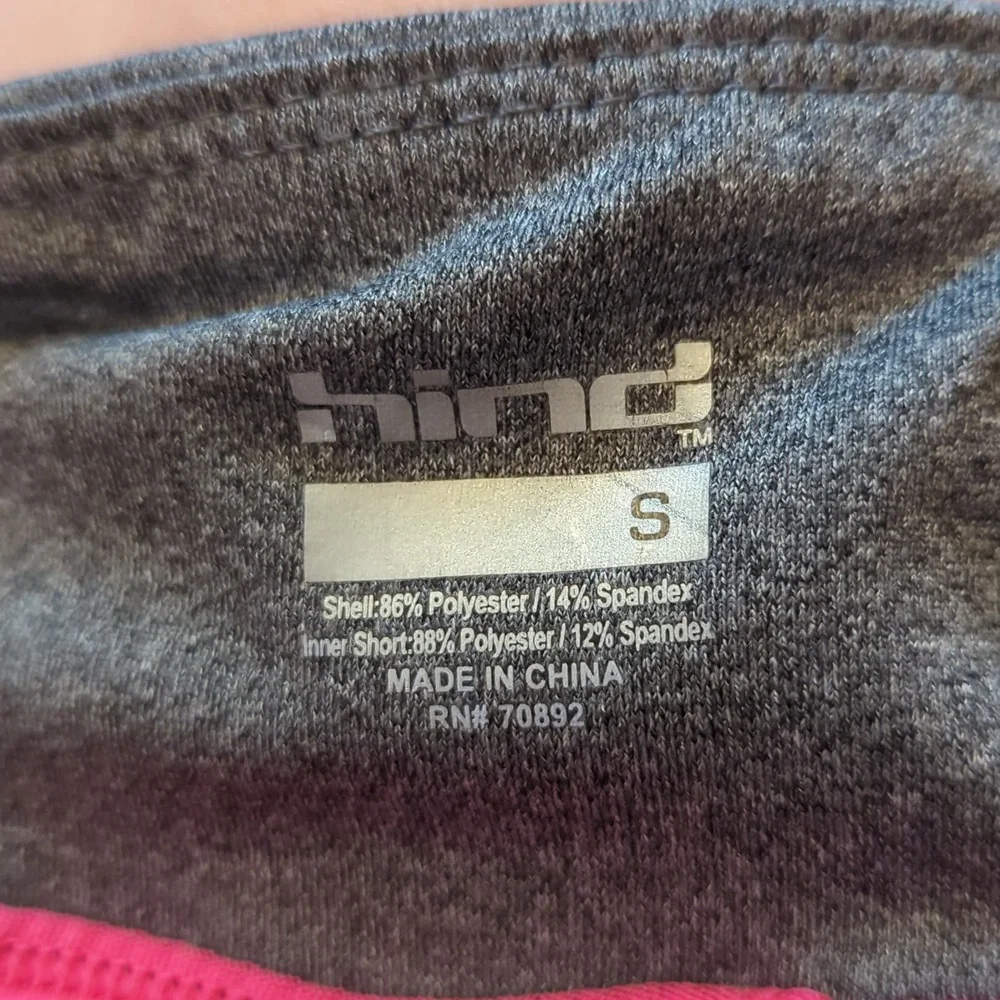 hind
TM
S
Shell:86% Polyester / 14% Spandex
Inner Short:88% Polyester / 12% Spandex
MADE IN CHINA
RN# 70892